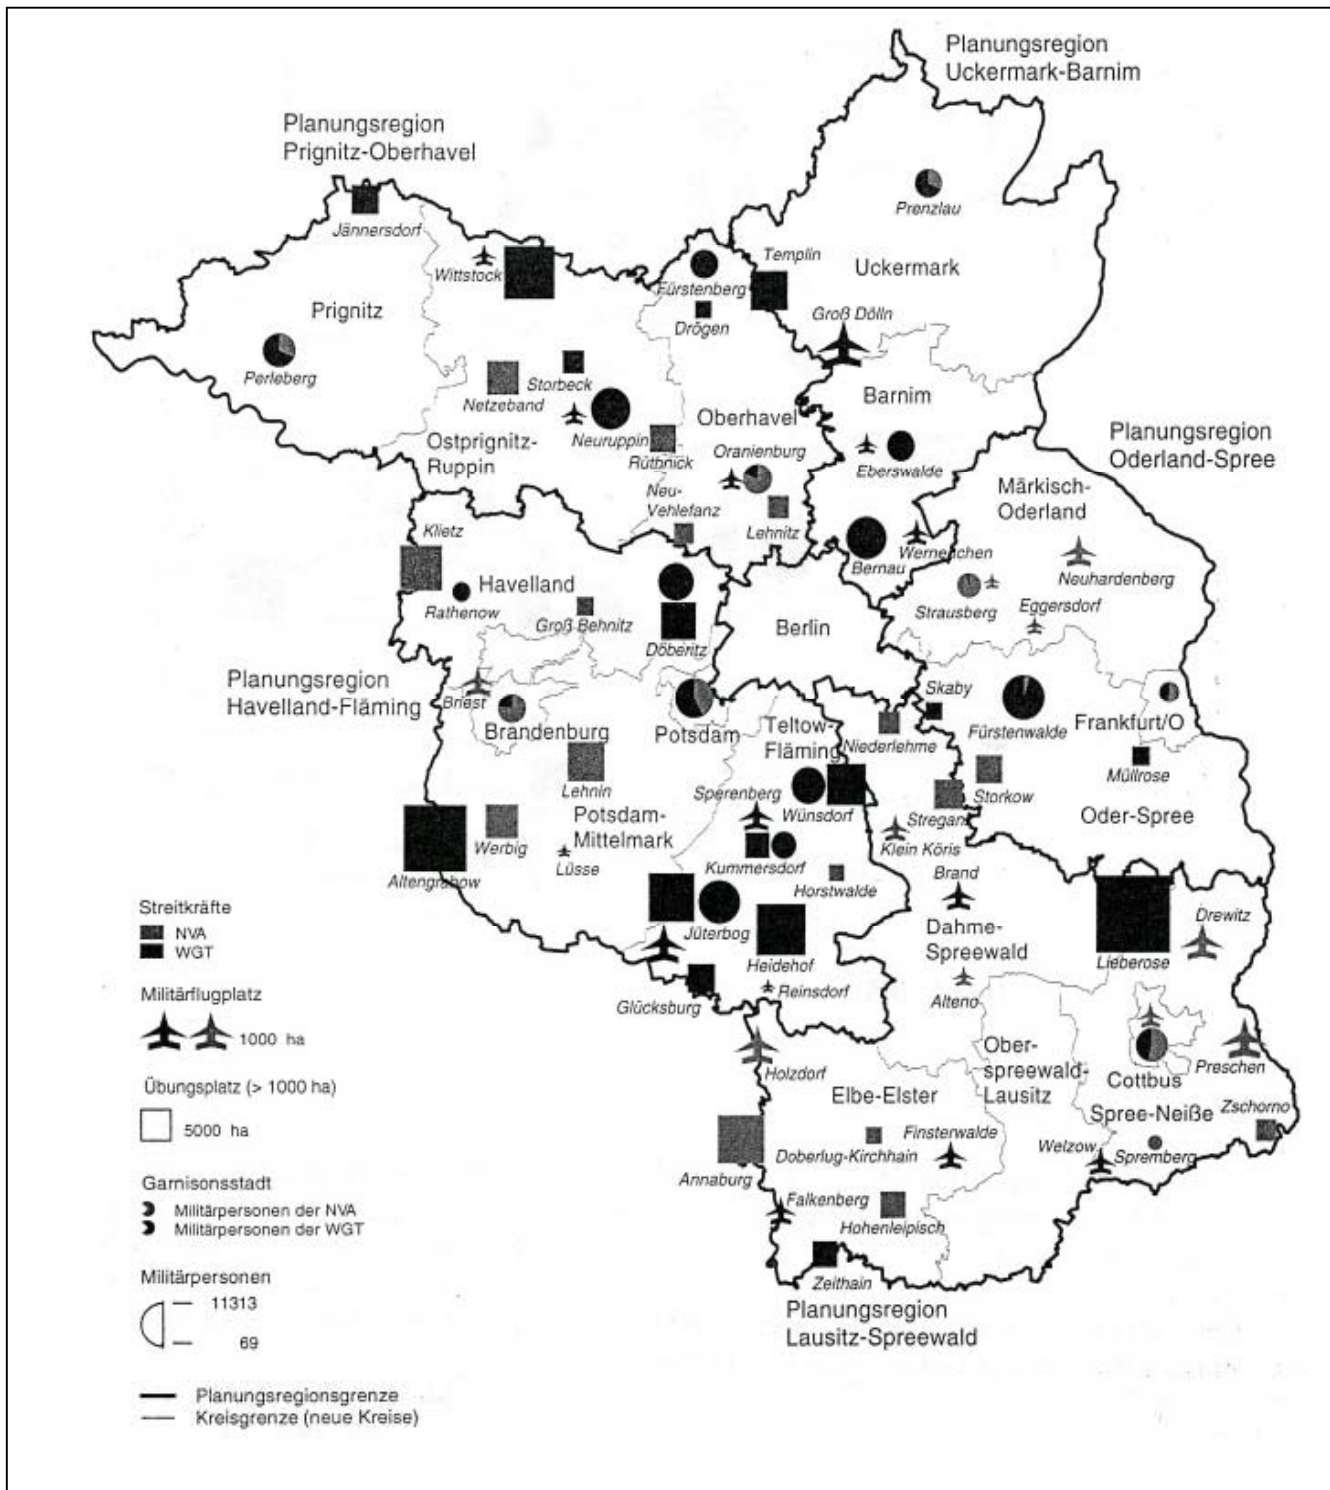 Planungsregion
Uckermark-Barnim
Planungsregion
Prignitz-Oberhavel
Prenzlau
Jännersdorf
Templin
Wittstock
Uckermark
Fürstenberg
Prignitz
Drögen
Groß Dölln
Storbeck
Perleberg
Netzeband
Barnim
Oberhavel
Ostprignitz-
Ruppin
Neuruppin
Planungsregion
Oderland-Spree
Rüthnick
Oranienburg
Eberswalde
Märkisch-
Oderland
Neu-
Vehlefanz
Lehnitz
Klietz
Werneuchen
Bernau
Neuhardenberg
Havelland
Rathenow
Groß Behnitz
Strausberg
Eggersdorf
Berlin
Döberitz
Planungsregion
Havelland-Fläming
Briest
Skaby
Brandenburg
Potsdam
Teltow-
Fläming
Niederlehme
Fürstenwalde
Frankfurt/O
Müllrose
Lehnin
Sperenberg
Wünsdorf
Storkow
Potsdam-
Mittelmark
Stregan
Oder-Spree
Werbig
Lüsse
Klein Köris
Kummersdorf
Altengrabow
Horstwalde
Brand
Streitkräfte
NVA
WGT
Drewitz
Jüterbog
Dahme-
Spreewald
Heidehof
Lieberose
Militärflugplatz
Reinsdorf
Glücksburg
Alteno
1000 ha
Ober-
spreewald-
Lausitz
Holzdorf
Preschen
Übungsplatz (> 1000 ha)
Cottbus
Elbe-Elster
Spree-Neiße
Zschorno
5000 ha
Finsterwalde
Doberlug-Kirchhain
Welzow
Spremberg
Annaburg
Garnisonsstadt
Falkenberg
Militärpersonen der NVA
Militärpersonen der WGT
Hohenleipisch
Militärpersonen
Zeithain
11313
69
Planungsregion
Lausitz-Spreewald
Planungsregionsgrenze
Kreisgrenze (neue Kreise)